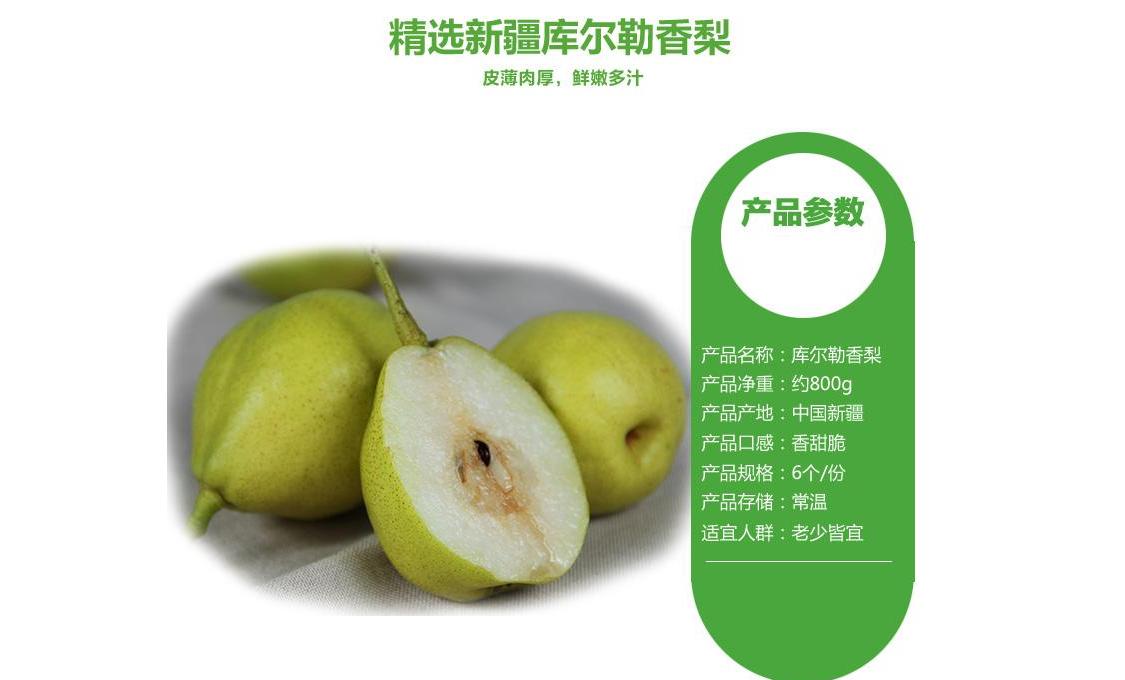 精选新疆库尔勒香梨
皮薄肉厚，鲜嫩多汁
产品参数
产品名称：库尔勒香梨
产品净重：约800g
产品产地：中国新疆
产品口感：香甜脆
产品规格：6个/份
产品存储：常温
适宜人群：老少皆宜